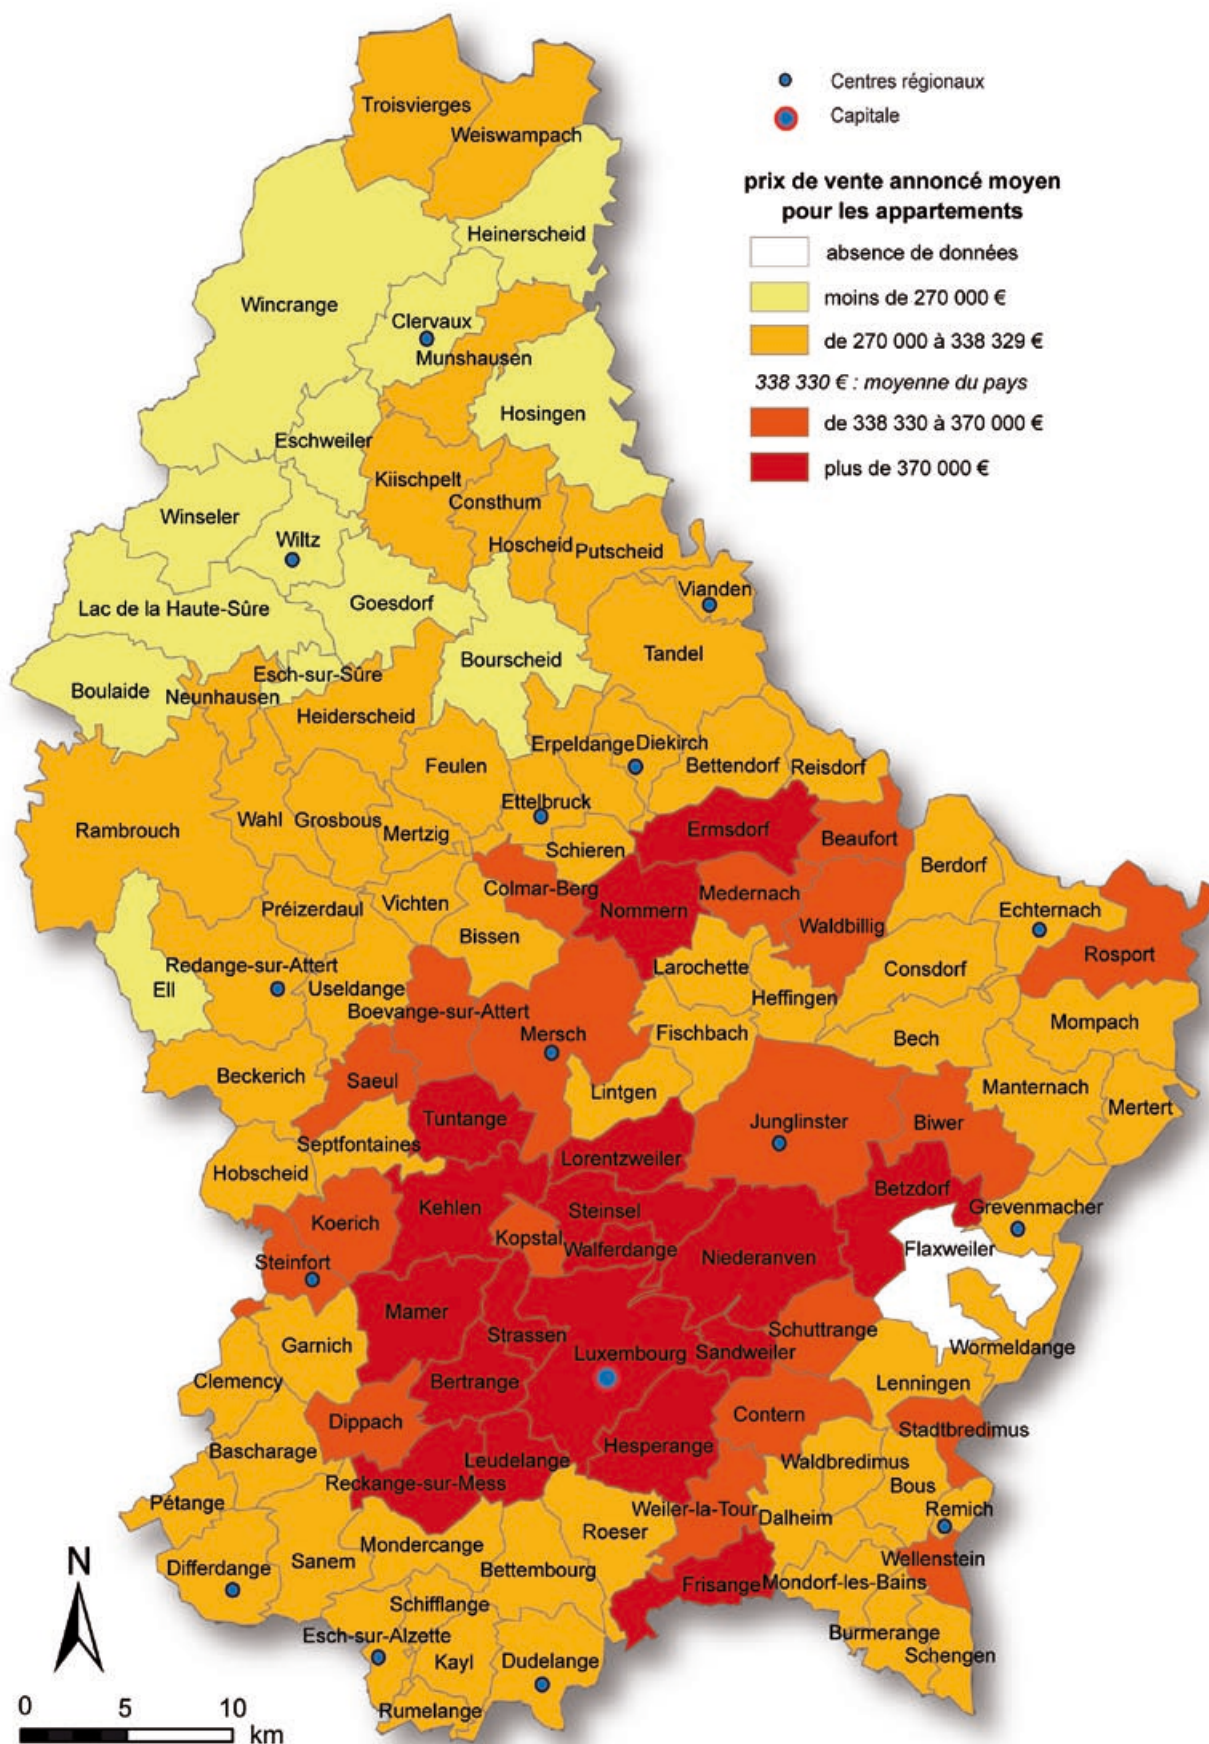 Centres régionaux
Capitale
prix de vente annoncé moyen
pour les appartements
absence de données
moins de 270 000 €
de 270 000 à 338 329 €
338 330 € : moyenne du pays
de 338 330 à 370 000 €
plus de 370 000 €
Troisvierges
Weiswampach
Heinerscheid
Wincrange
Clervaux
Munshausen
Hosingen
Eschweiler
Kiischpelt
Consthum
Winseler
Wiltz
Hoscheid
Putscheid
Vianden
Lac de la Haute-Sûre
Goesdorf
Tandel
Bourscheid
Esch-sur-Sûre
Boulaide
Neunhausen
Heiderscheid
Erpeldange
Diekirch
Feulen
Bettendorf
Reisdorf
Ettelbruck
Rambrouch
Wahl
Grosbous
Mertzig
Ermsdorf
Beaufort
Schieren
Berdorf
Colmar-Berg
Medernach
Préizerdaul
Vichten
Nommern
Echternach
Waldbillig
Bissen
Rosport
Redange-sur-Attert
Larochette
Consdorf
Ell
Useldange
Heffingen
Boevange-sur-Attert
Mompach
Mersch
Fischbach
Bech
Beckerich
Saeul
Lintgen
Manternach
Mertert
Tuntange
Junglinster
Biwer
Septfontaines
Lorentzweiler
Hobscheid
Betzdorf
Kehlen
Steinsel
Grevenmacher
Koerich
Kopstal
Walferdange
Niederanven
Flaxweiler
Steinfort
Mamer
Schuttrange
Strassen
Garnich
Luxembourg
Sandweiler
Wormeldange
Clemency
Bertrange
Lenningen
Dippach
Contern
Stadtbredimus
Hesperange
Bascharage
Leudelange
Waldbredimus
Reckange-sur-Mess
Bous
Pétange
Weiler-la-Tour
Remich
Dalheim
Roeser
Mondercange
Differdange
Sanem
Bettembourg
Wellenstein
Frisange
Mondorf-les-Bains
Schifflange
Esch-sur-Alzette
Burmerange
Kayl
Dudelange
Schengen
Rumelange
N
0 5 10
km